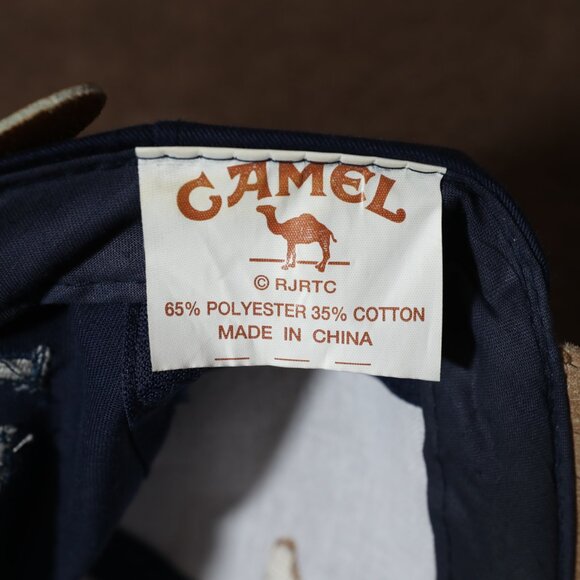 CAMEL
© RJRTC
65% POLYESTER 35% COTTON
MADE IN CHINA